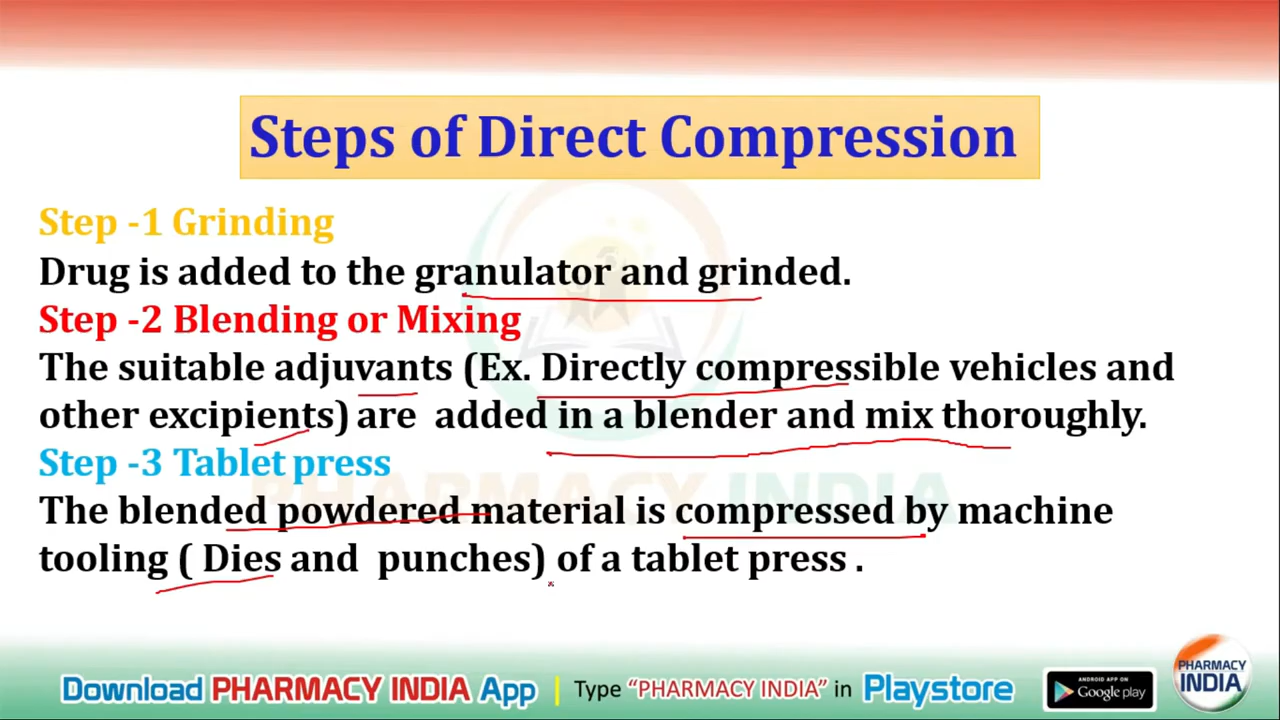 Steps of Direct Compression
Step -1 Grinding
Drug is added to the granulator and grinded.
Step -2 Blending or Mixing
The suitable adjuvants (Ex. Directly compressible vehicles and
other excipients) are added in a blender and mix thoroughly.
Step -3 Tablet press
The blended powdered material is compressed by machine
tooling ( Dies and punches) of a tablet press .
PHARMACY INDIA
Download PHARMACY INDIA App | Type “PHARMACY INDIA” in Playstore
ANDROID APP ON
Google play
PHARMACY
INDIA